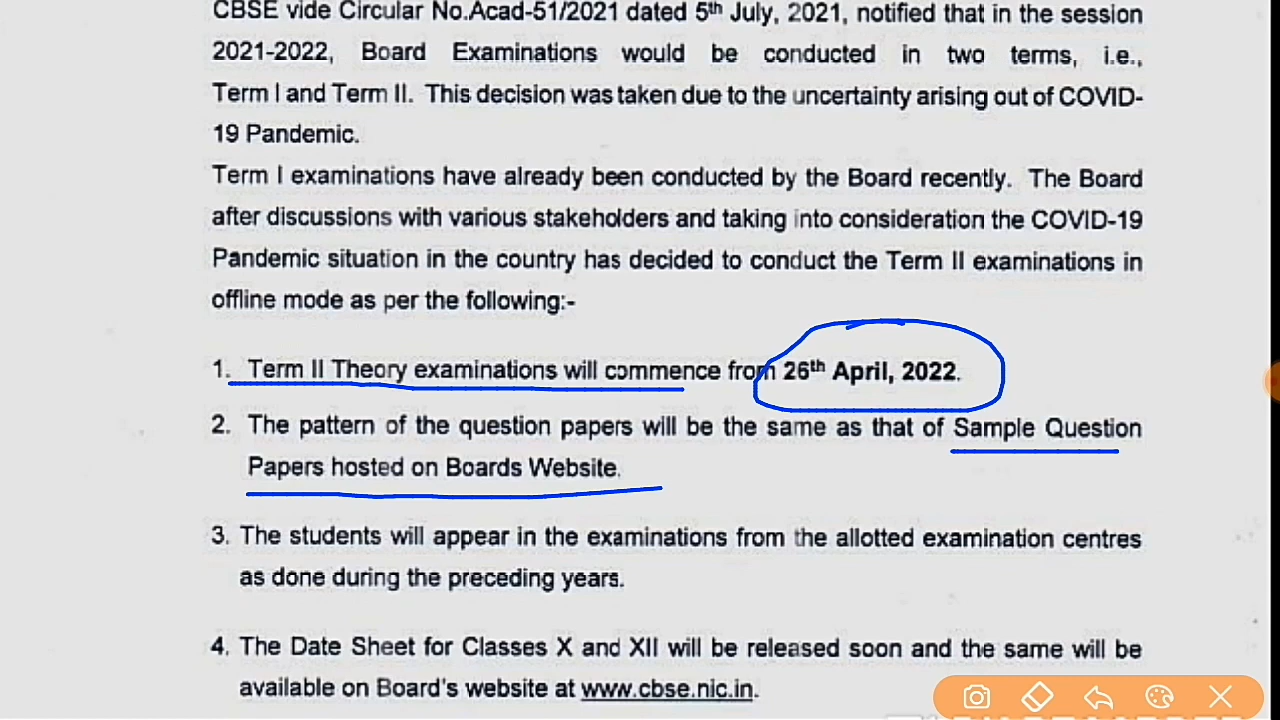 CBSE vide Circular No.Acad-51/2021 dated 5th July, 2021, notified that in the session
2021-2022, Board Examinations would be conducted in two terms, i.e.,
Term I and Term II. This decision was taken due to the uncertainty arising out of COVID-
19 Pandemic.
Term I examinations have already been conducted by the Board recently. The Board
after discussions with various stakeholders and taking into consideration the COVID-19
Pandemic situation in the country has decided to conduct the Term II examinations in
offline mode as per the following:-
1. Term II Theory examinations will commence from 26th April, 2022.
2. The pattern of the question papers will be the same as that of Sample Question
Papers hosted on Boards Website.
3. The students will appear in the examinations from the allotted examination centres
as done during the preceding years.
4. The Date Sheet for Classes X and XII will be released soon and the same will be
available on Board's website at www.cbse.nic.in.